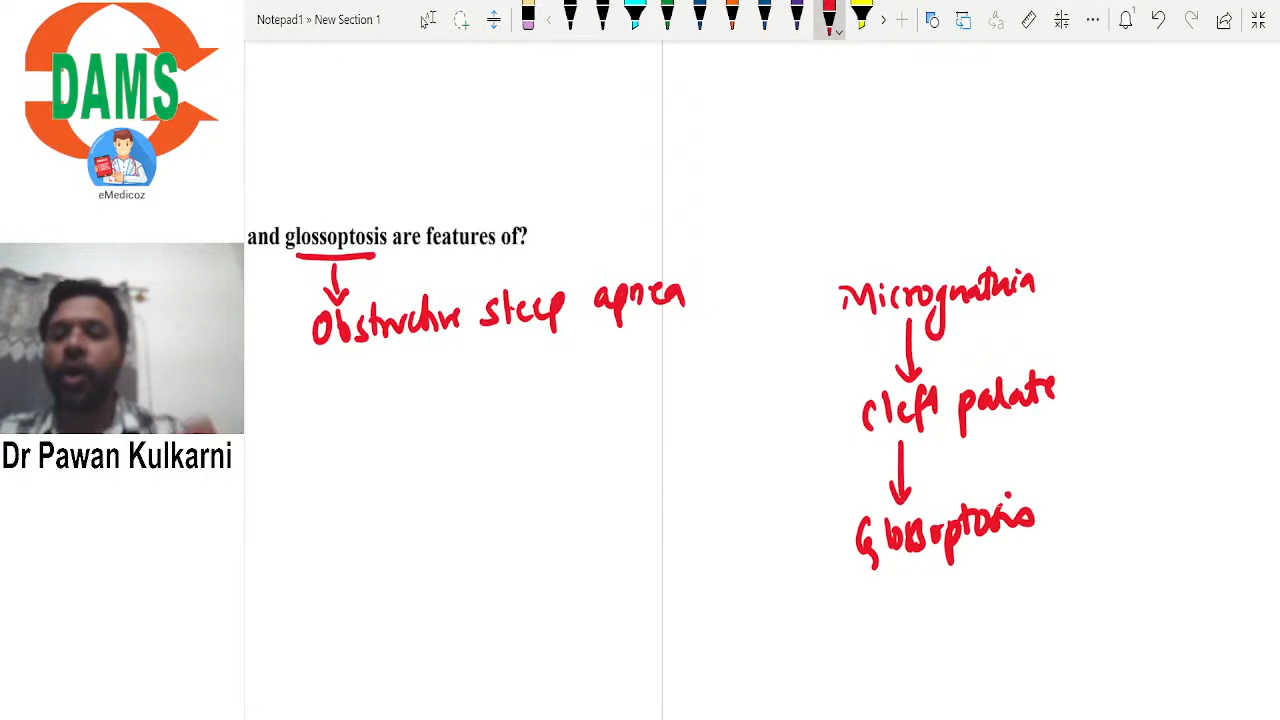 Notepad1 » New Section 1
DAMS
eMedicoz
and glossoptosis are features of?
Obstructive sleep apnea
Micrognathia
Cleft palate
Glossoptosis
Dr Pawan Kulkarni